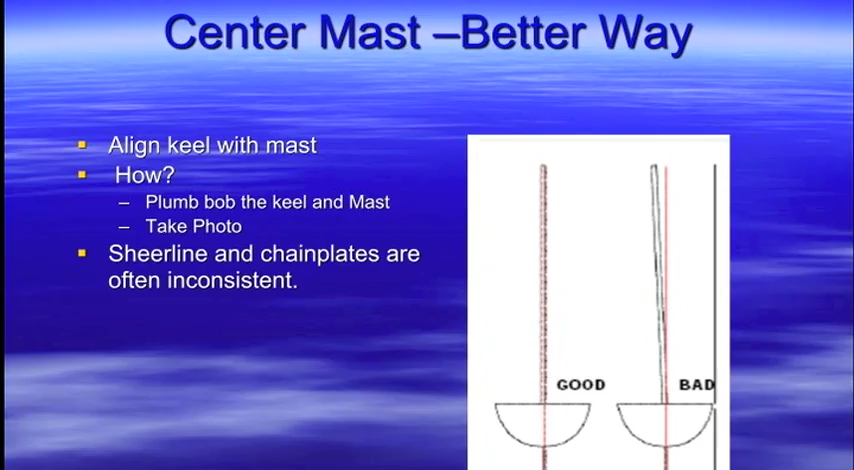 Center Mast –Better Way
Align keel with mast
How?
– Plumb bob the keel and Mast
– Take Photo
Sheerline and chainplates are
often inconsistent.
GOOD
BAD